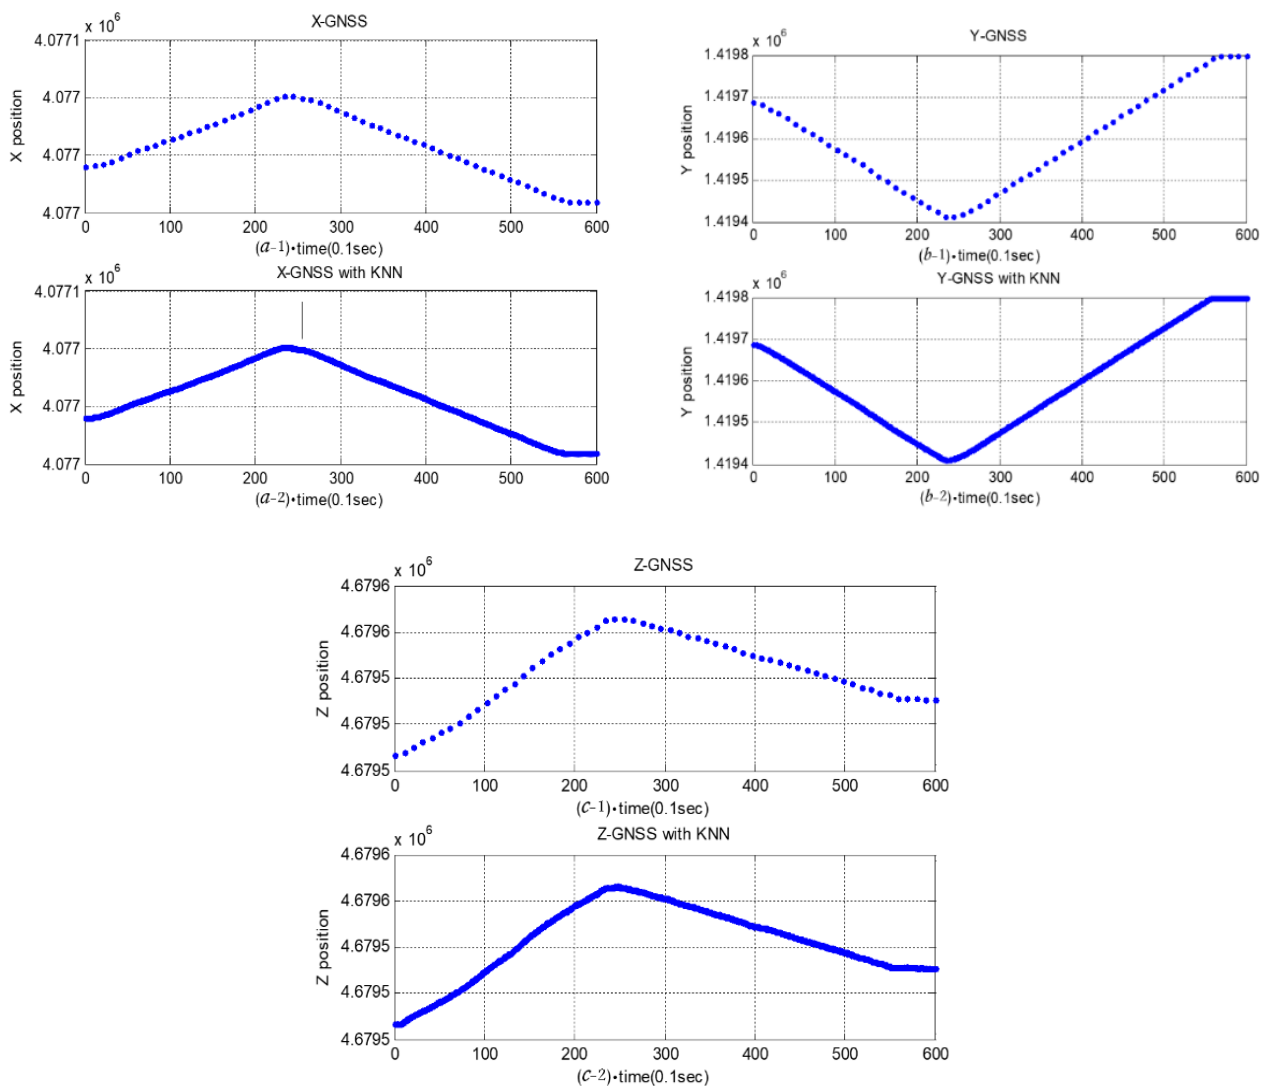 X-GNSS
x 10^6
4.0771
4.077
4.077
4.077
X position
0 100 200 300 400 500 600
(a-1)•time(0.1sec)
Y-GNSS
x 10^6
1.4198
1.4197
1.4196
1.4195
1.4194
Y position
0 100 200 300 400 500 600
(b-1)•time(0.1sec)
X-GNSS with KNN
x 10^6
4.0771
4.077
4.077
4.077
X position
0 100 200 300 400 500 600
(a-2)•time(0.1sec)
Y-GNSS with KNN
x 10^6
1.4198
1.4197
1.4196
1.4195
1.4194
Y position
0 100 200 300 400 500 600
(b-2)•time(0.1sec)
Z-GNSS
x 10^6
4.6796
4.6796
4.6795
4.6795
4.6795
Z position
0 100 200 300 400 500 600
(c-1)•time(0.1sec)
Z-GNSS with KNN
x 10^6
4.6796
4.6796
4.6795
4.6795
4.6795
Z position
0 100 200 300 400 500 600
(c-2)•time(0.1sec)